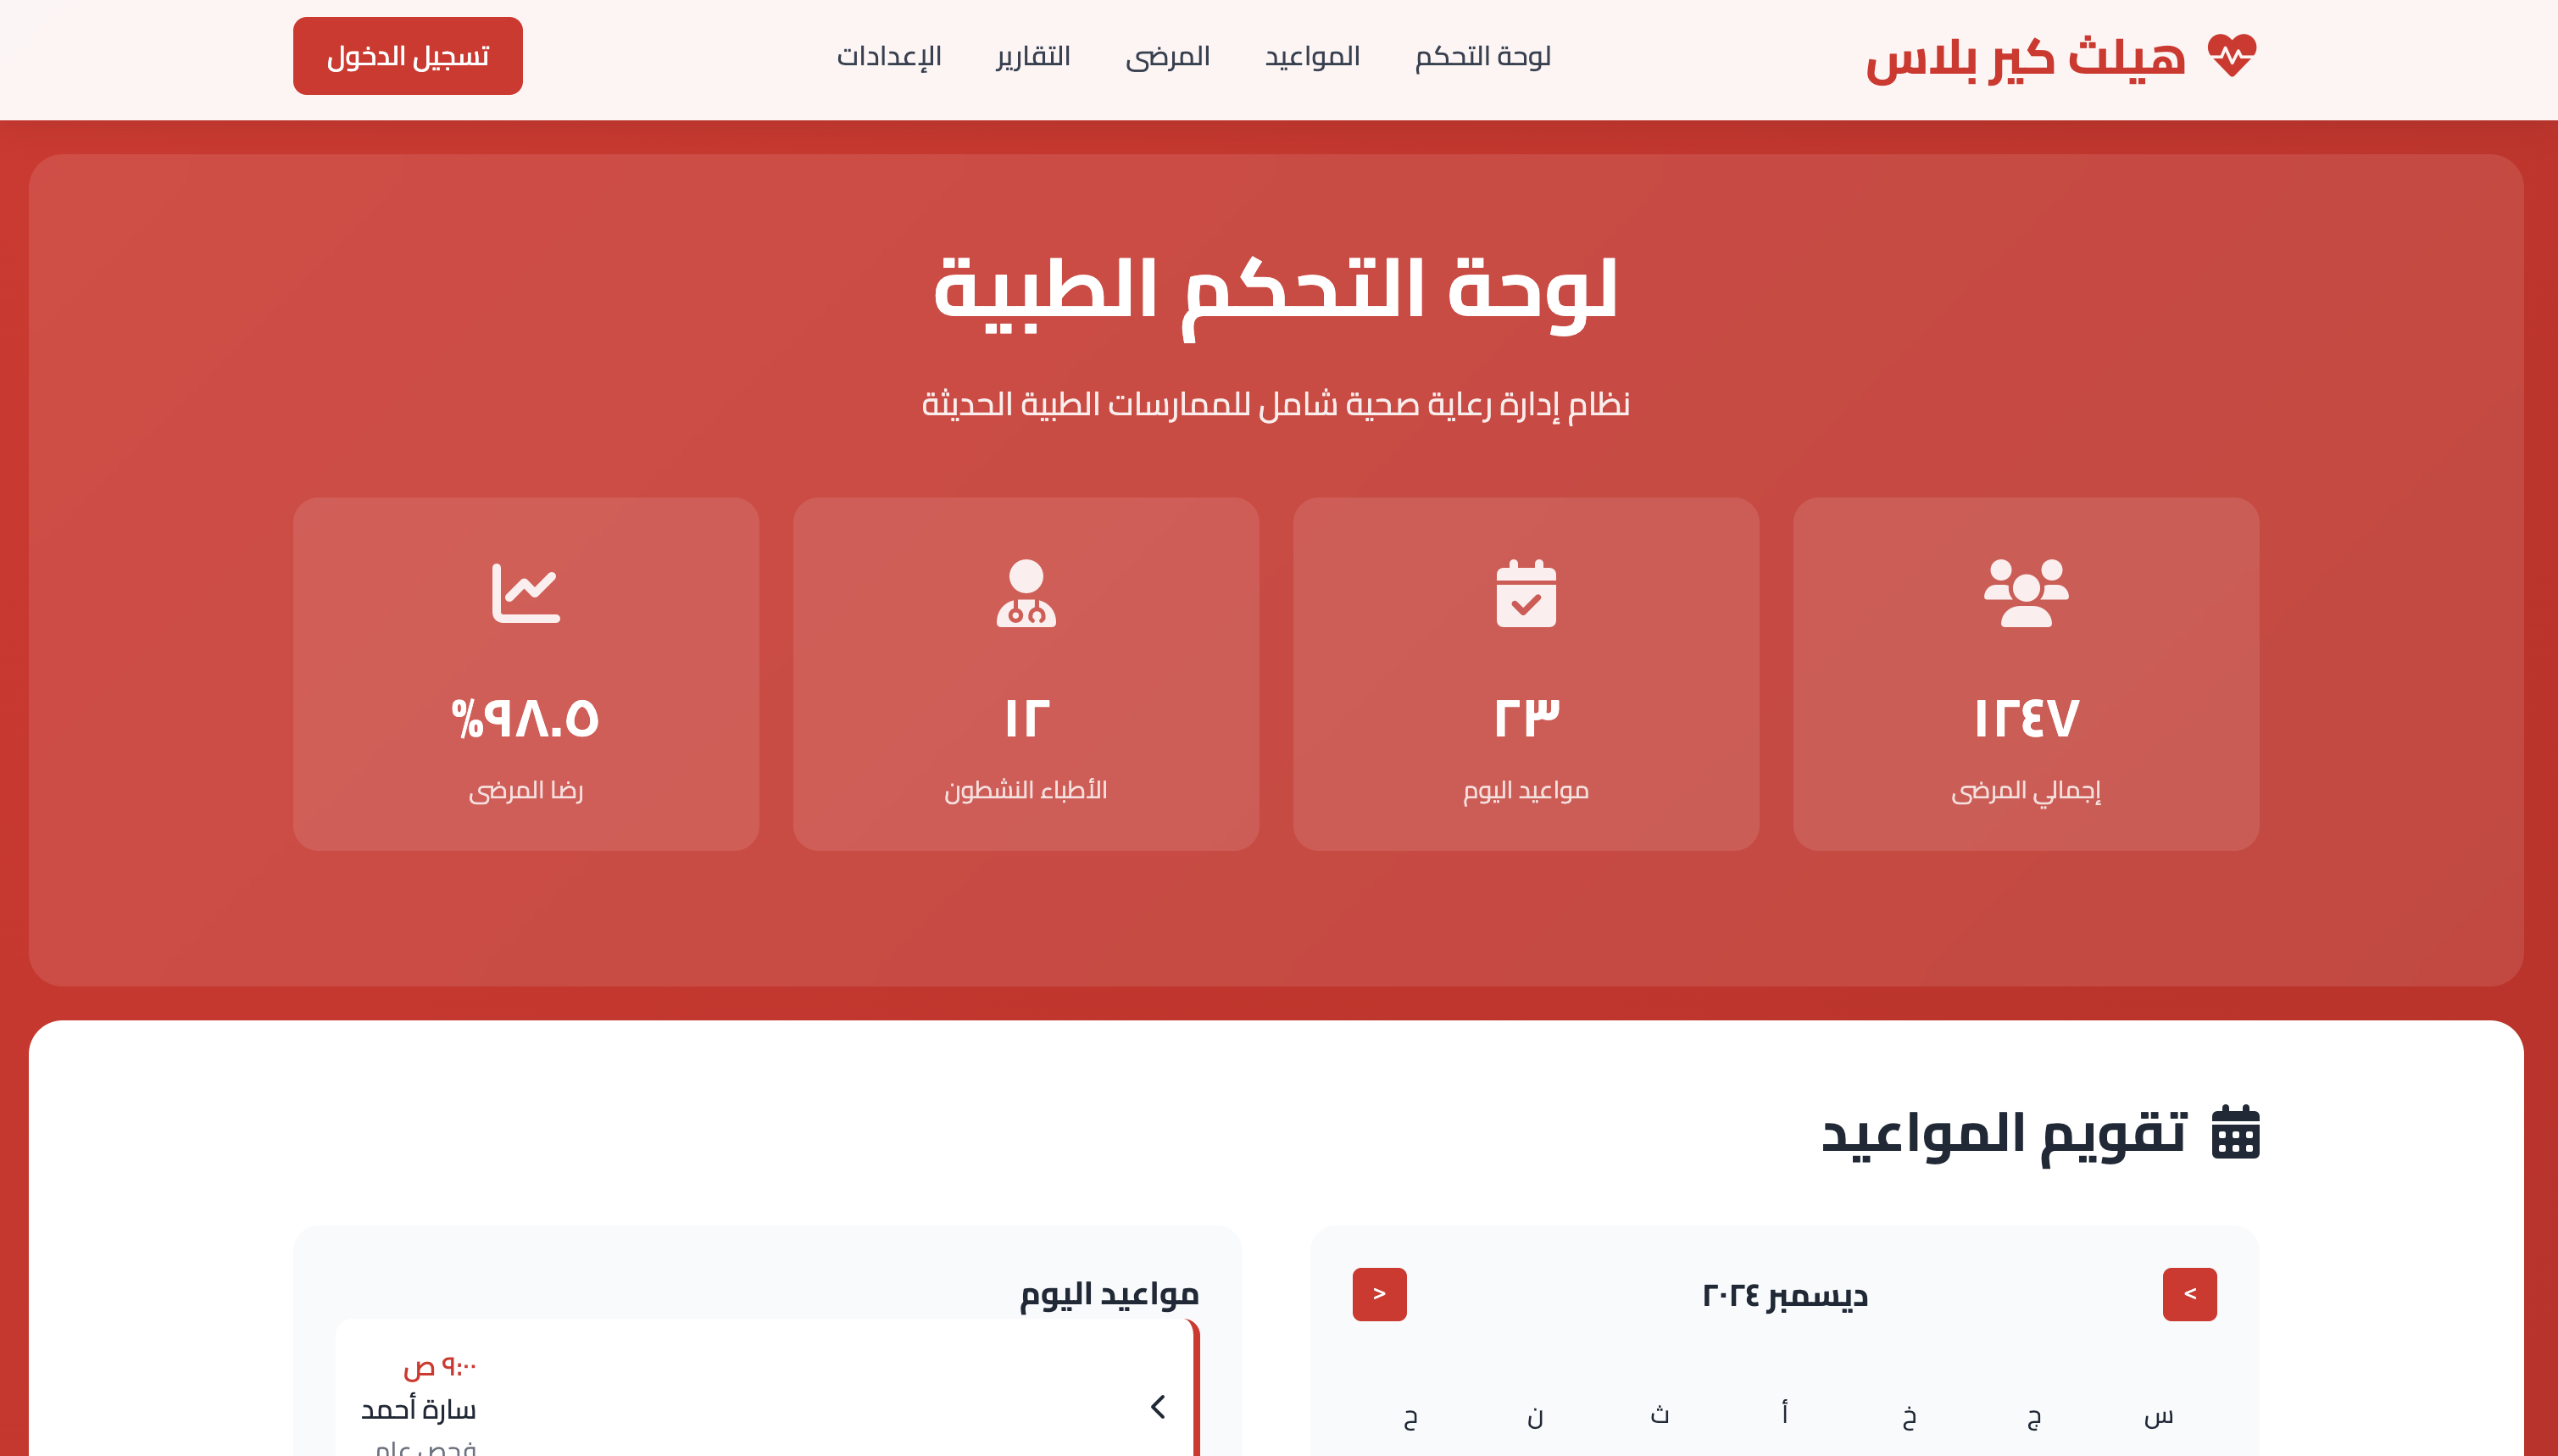 هيلث كير بلاس
لوحة التحكم
المواعيد
المرضى
التقارير
الإعدادات
تسجيل الدخول
لوحة التحكم الطبية
نظام إدارة رعاية صحية شامل للممارسات الطبية الحديثة
١٢٤٧
إجمالي المرضى
٢٣
مواعيد اليوم
١٢
الأطباء النشطون
٩٨.٥%
رضا المرضى
تقويم المواعيد
ديسمبر ٢٠٢٤
س ج خ أ ث ن ح
مواعيد اليوم
٩:٠٠ ص
سارة أحمد
فحص عام